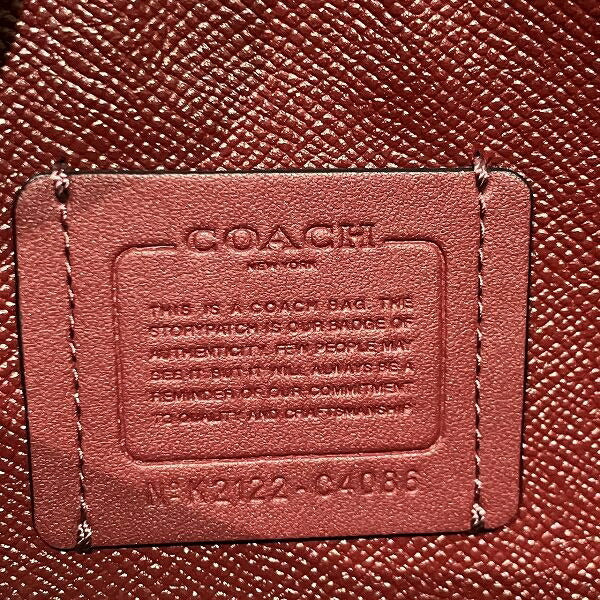 COACH
NEW YORK
THIS IS A COACH BAG. THE
STORYPATCH IS OUR BADGE OF
AUTHENTICITY. FEW PEOPLE MAY
SEE IT. BUT IT WILL ALWAYS BE A
REMINDER OF OUR COMMITMENT
TO QUALITY AND CRAFTSMANSHIP.
Nº K2122-C4086